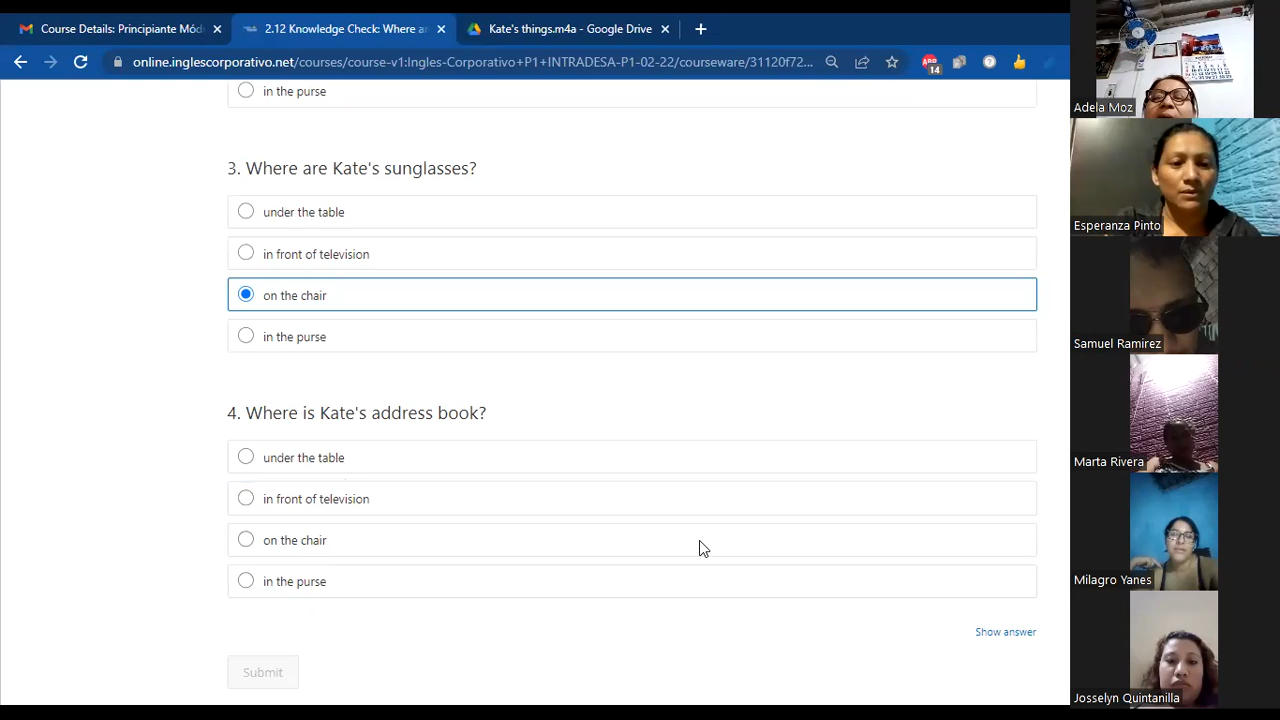 Course Details: Principiante Mód
2.12 Knowledge Check: Where ar
Kate's things.m4a - Google Drive
online.inglescorporativo.net/courses/course-v1:Ingles-Corporativo+P1+INTRADESA-P1-02-22/courseware/31120f72...
14
in the purse
3. Where are Kate's sunglasses?
under the table
in front of television
on the chair
in the purse
4. Where is Kate's address book?
under the table
in front of television
on the chair
in the purse
Show answer
Submit
Adela Moz
Esperanza Pinto
Samuel Ramirez
Marta Rivera
Milagro Yanes
Josselyn Quintanilla